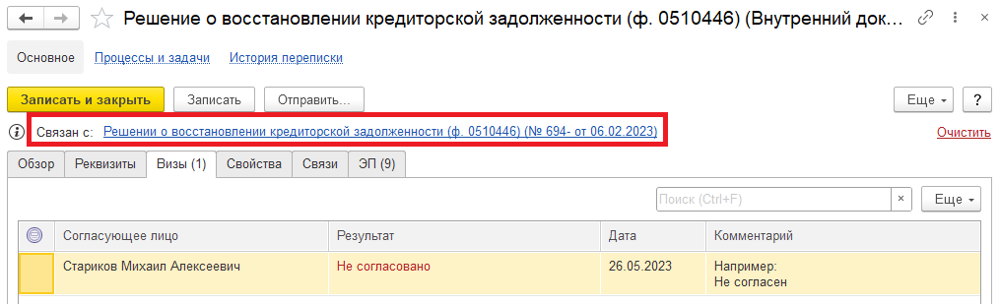 Решение о восстановлении кредиторской задолженности (ф. 0510446) (Внутренний док...
Основное Процессы и задачи История переписки
Записать и закрыть Записать Отправить... Еще ?
Связан с: Решение о восстановлении кредиторской задолженности (ф. 0510446) (№ 694- от 06.02.2023) Очистить
Обзор Реквизиты Визы (1) Свойства Связи ЭП (9)
Поиск (Ctrl+F) × Еще
Согласующее лицо Результат Дата Комментарий
Стариков Михаил Алексеевич Не согласовано 26.05.2023 Например:
Не согласен